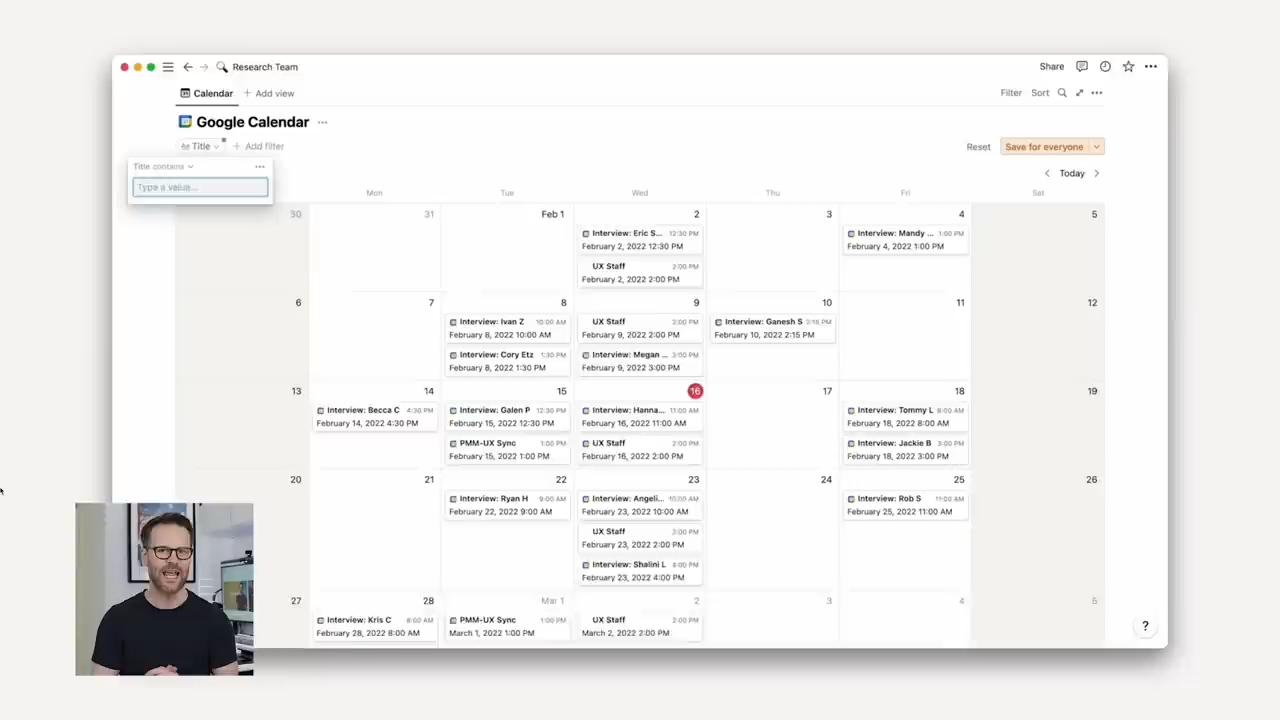 Research Team
Share
Calendar
+ Add view
Filter Sort
Google Calendar
Aa Title
+ Add filter
Reset
Save for everyone
Title contains
Type a value...
Today
Mon Tue Wed Thu Fri Sat
30 31 Feb 1 2 3 4 5
Interview: Eric S... 12:30 PM
February 2, 2022 12:30 PM
UX Staff 2:00 PM
February 2, 2022 2:00 PM
Interview: Mandy ... 1:00 PM
February 4, 2022 1:00 PM
6 7 8 9 10 11 12
Interview: Ivan Z 10:00 AM
February 8, 2022 10:00 AM
Interview: Cory Etz 1:30 PM
February 8, 2022 1:30 PM
UX Staff 2:00 PM
February 9, 2022 2:00 PM
Interview: Megan ... 3:00 PM
February 9, 2022 3:00 PM
Interview: Ganesh S 2:15 PM
February 10, 2022 2:15 PM
13 14 15 16 17 18 19
Interview: Becca C 4:30 PM
February 14, 2022 4:30 PM
Interview: Galen P 12:30 PM
February 15, 2022 12:30 PM
PMM-UX Sync 1:00 PM
February 15, 2022 1:00 PM
Interview: Hanna... 11:00 AM
February 16, 2022 11:00 AM
UX Staff 2:00 PM
February 16, 2022 2:00 PM
Interview: Tommy L 8:00 AM
February 18, 2022 8:00 AM
Interview: Jackie B 3:00 PM
February 18, 2022 3:00 PM
20 21 22 23 24 25 26
Interview: Ryan H 9:00 AM
February 22, 2022 9:00 AM
Interview: Angeli... 10:00 AM
February 23, 2022 10:00 AM
UX Staff 2:00 PM
February 23, 2022 2:00 PM
Interview: Shalini L 4:00 PM
February 23, 2022 4:00 PM
Interview: Rob S 11:00 AM
February 25, 2022 11:00 AM
27 28 Mar 1 2 3 4 5
Interview: Kris C 8:00 AM
February 28, 2022 8:00 AM
PMM-UX Sync 1:00 PM
March 1, 2022 1:00 PM
UX Staff 2:00 PM
March 2, 2022 2:00 PM
?